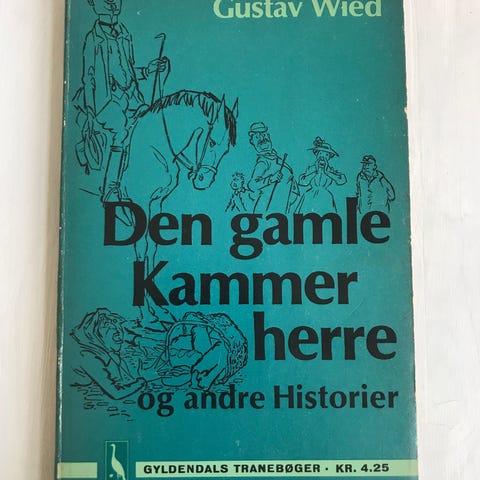 Gustav Wied
Den gamle
Kammer
herre
og andre Historier
GYLDENDALS TRANEBØGER · KR. 4.25